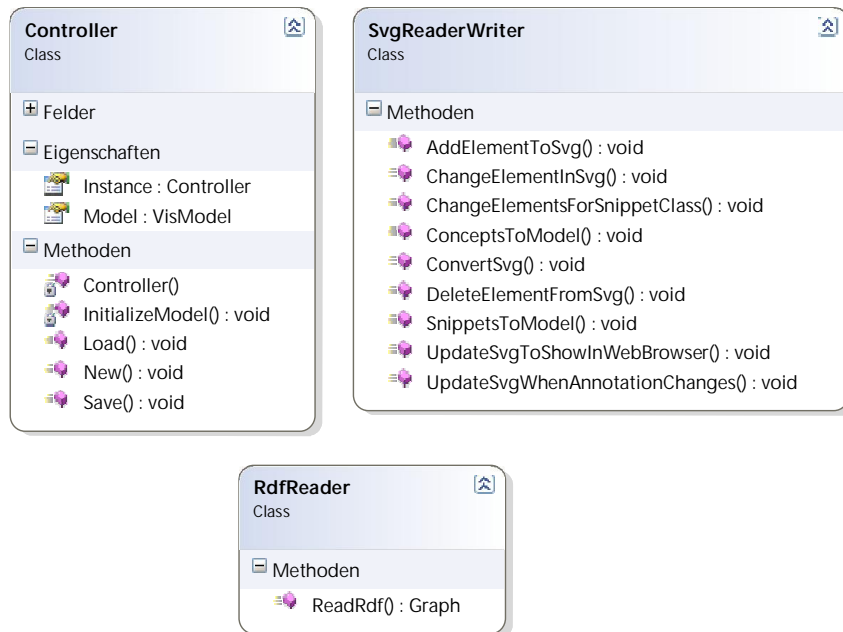 Controller
Class
Felder
Eigenschaften
Instance : Controller
Model : VisModel
Methoden
Controller()
InitializeModel() : void
Load() : void
New() : void
Save() : void
SvgReaderWriter
Class
Methoden
AddElementToSvg() : void
ChangeElementInSvg() : void
ChangeElementsForSnippetClass() : void
ConceptsToModel() : void
ConvertSvg() : void
DeleteElementFromSvg() : void
SnippetsToModel() : void
UpdateSvgToShowInWebBrowser() : void
UpdateSvgWhenAnnotationChanges() : void
RdfReader
Class
Methoden
ReadRdf() : Graph